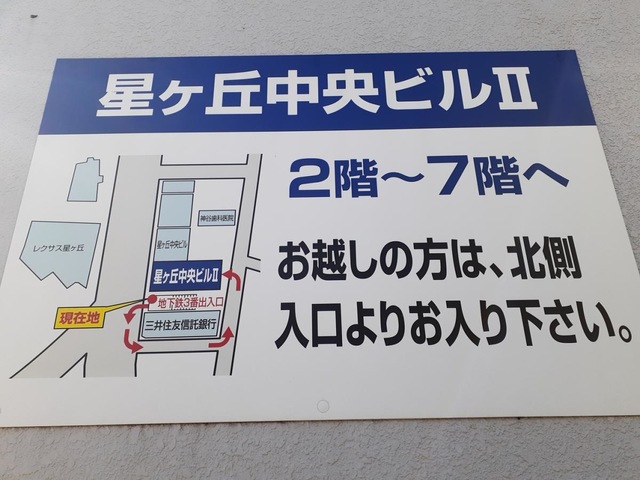 星ヶ丘中央ビルⅡ
2階～7階へ
お越しの方は、北側
入口よりお入り下さい。
神谷歯科医院
星ヶ丘中央ビル
レクサス星ヶ丘
星ヶ丘中央ビルⅡ
地下鉄3番出入口
現在地
三井住友信託銀行